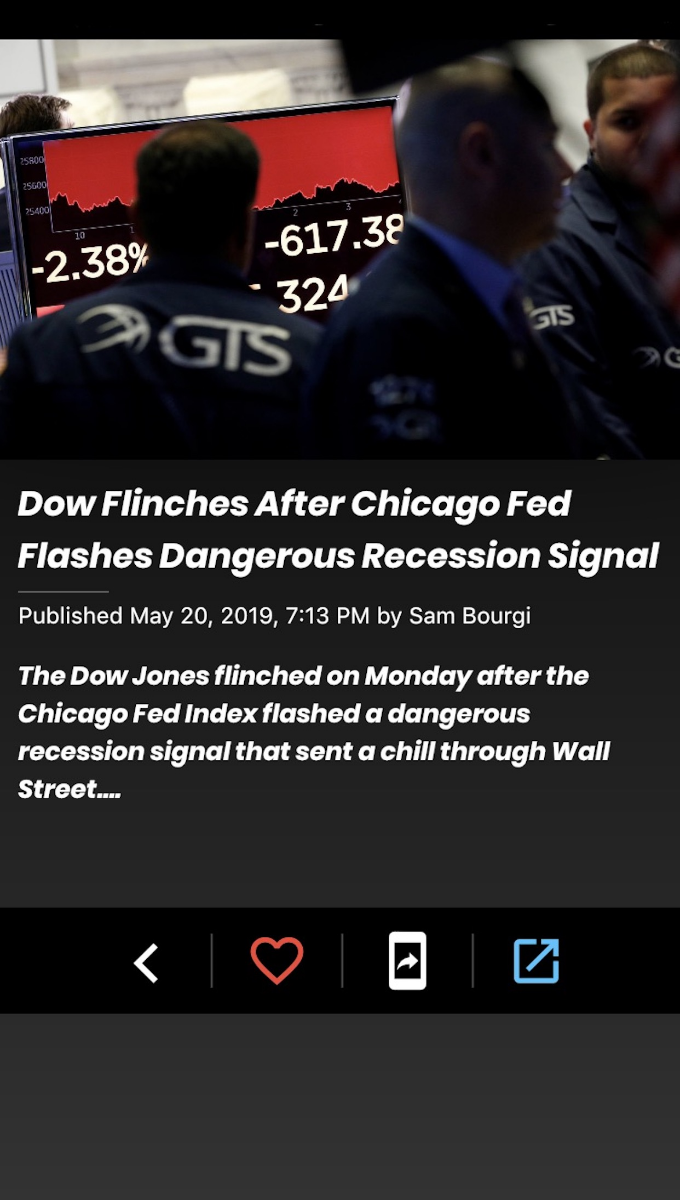 25800
25600
25400
10
2
3
-2.38%
-617.38
324
GTS
GTS
Dow Flinches After Chicago Fed
Flashes Dangerous Recession Signal
Published May 20, 2019, 7:13 PM by Sam Bourgi
The Dow Jones flinched on Monday after the
Chicago Fed Index flashed a dangerous
recession signal that sent a chill through Wall
Street....